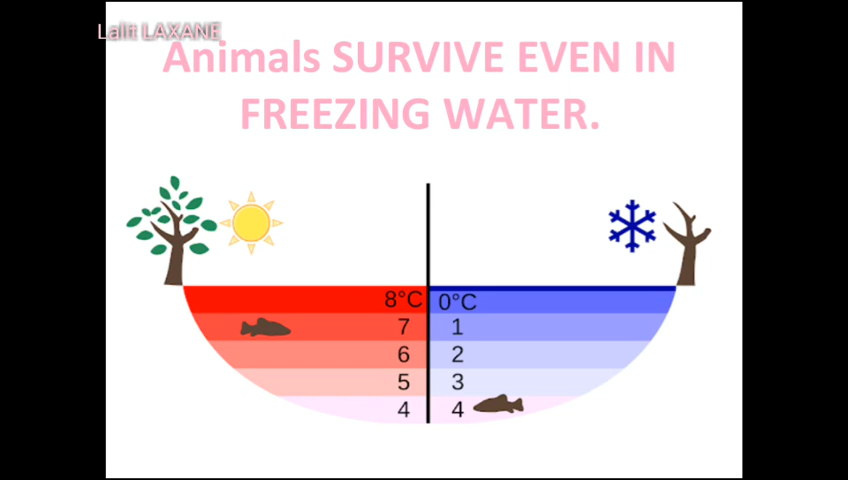 Lalit LAXANE
Animals SURVIVE EVEN IN
FREEZING WATER.
8°C 0°C
7 1
6 2
5 3
4 4